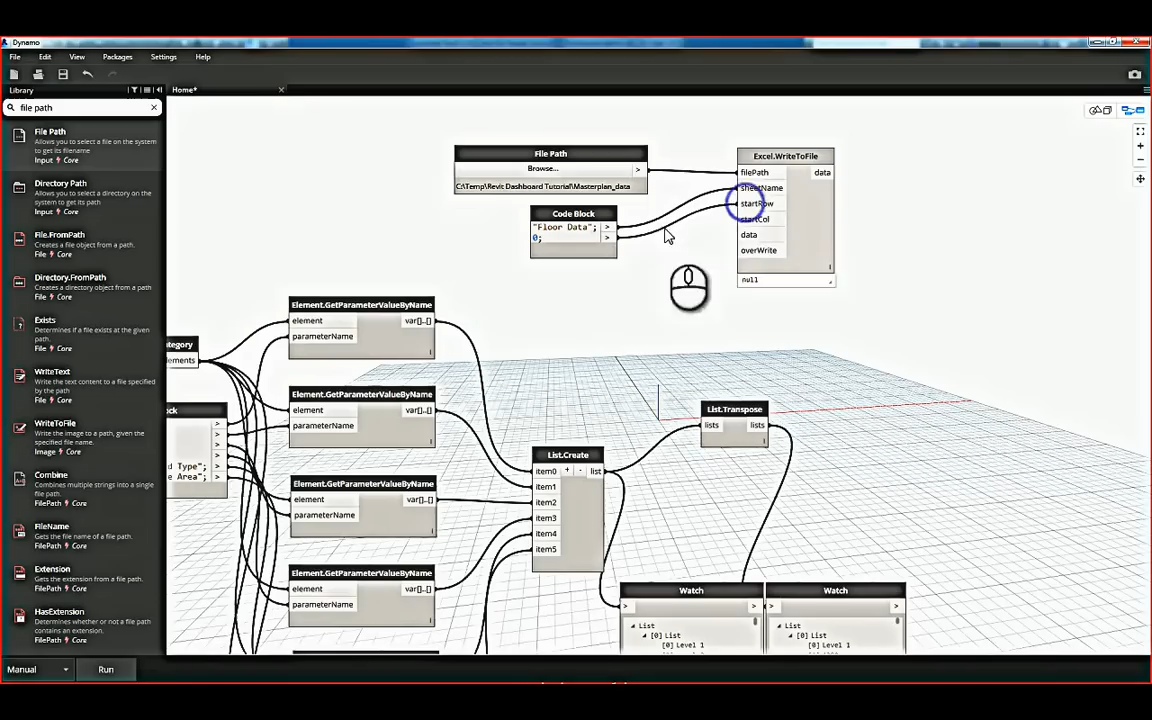 Dynamo
File Edit View Packages Settings Help
Library
Home*
file path
File Path
Allows you to select a file on the system
to get its filename
Input Core
Directory Path
Allows you to select a directory on the
system to get its path
Input Core
File.FromPath
Creates a file object from a path.
File Core
Directory.FromPath
Creates a directory object from a path
File Core
Exists
Determines if a file exists at the given
path.
File Core
WriteText
Write the text content to a file specified
by the path
File Core
WriteToFile
Write the image to a path, given the
specified file name.
Image Core
Combine
Combines multiple strings into a single
file path.
FilePath Core
FileName
Gets the file name of a file path.
FilePath Core
Extension
Gets the extension from a file path.
FilePath Core
HasExtension
Determines whether or not a file path
contains an extension.
FilePath Core
Manual
Run
File Path
Browse... >
C:\Temp\Revit Dashboard Tutorial\Masterplan_data
Code Block
"Floor Data"; >
0; >
Excel.WriteToFile
filePath data
sheetName
startRow
startCol
data
overWrite
null
ategory
lements
ock
>
>
>
>
d Type"; >
e Area"; >
Element.GetParameterValueByName
element var[]..[]
parameterName
Element.GetParameterValueByName
element var[]..[]
parameterName
Element.GetParameterValueByName
element var[]..[]
parameterName
Element.GetParameterValueByName
element var[]..[]
parameterName
List.Create
item0 + - list
item1
item2
item3
item4
item5
List.Transpose
lists lists
Watch
> >
List
[0] List
[0] Level 1
Watch
> >
List
[0] List
[0] Level 1